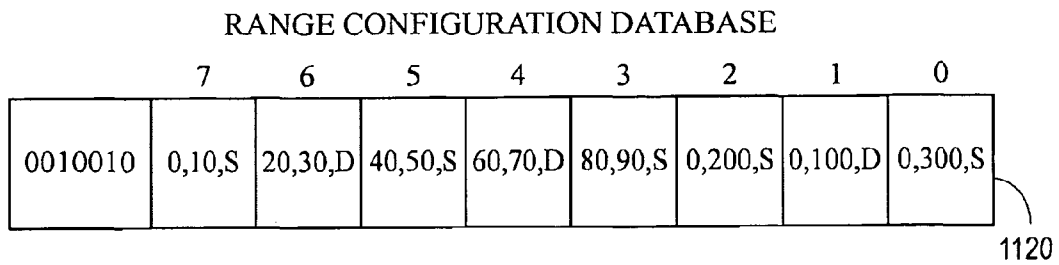 RANGE CONFIGURATION DATABASE
7 6 5 4 3 2 1 0
0010010 0,10,S 20,30,D 40,50,S 60,70,D 80,90,S 0,200,S 0,100,D 0,300,S
1120